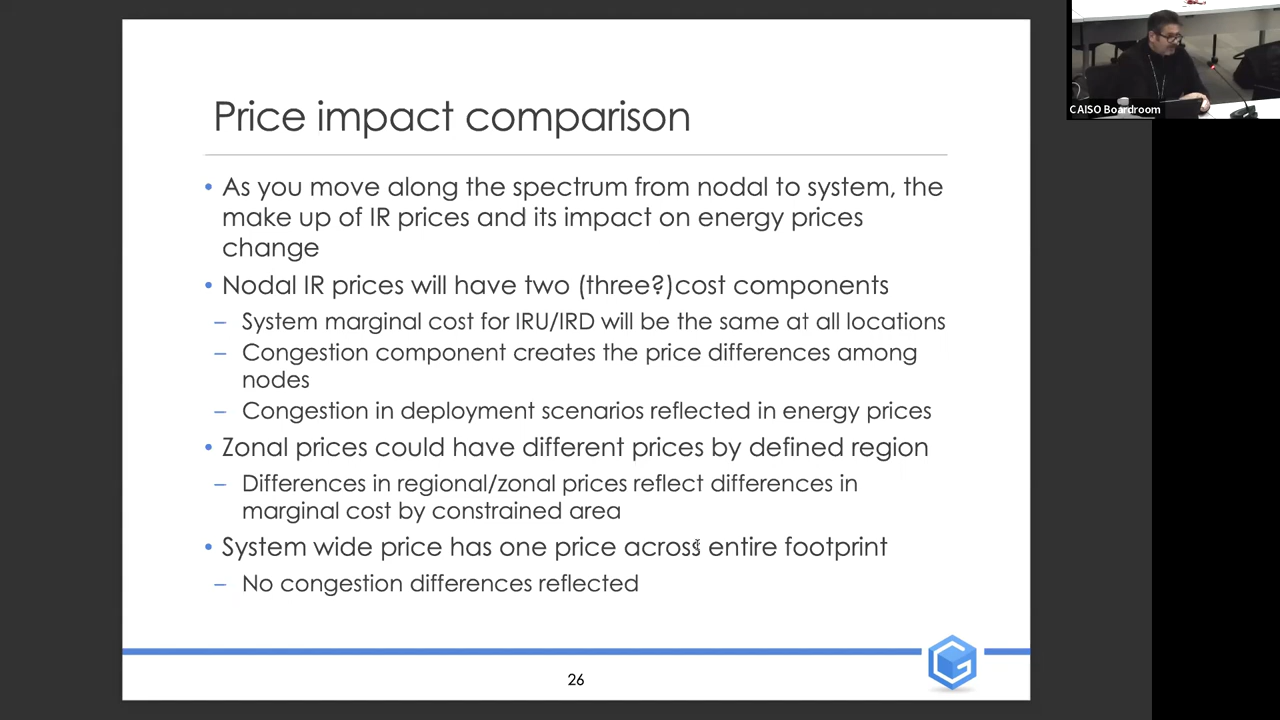 Price impact comparison
• As you move along the spectrum from nodal to system, the
make up of IR prices and its impact on energy prices
change
• Nodal IR prices will have two (three?)cost components
– System marginal cost for IRU/IRD will be the same at all locations
– Congestion component creates the price differences among
nodes
– Congestion in deployment scenarios reflected in energy prices
• Zonal prices could have different prices by defined region
– Differences in regional/zonal prices reflect differences in
marginal cost by constrained area
• System wide price has one price across entire footprint
– No congestion differences reflected
26
CAISO Boardroom